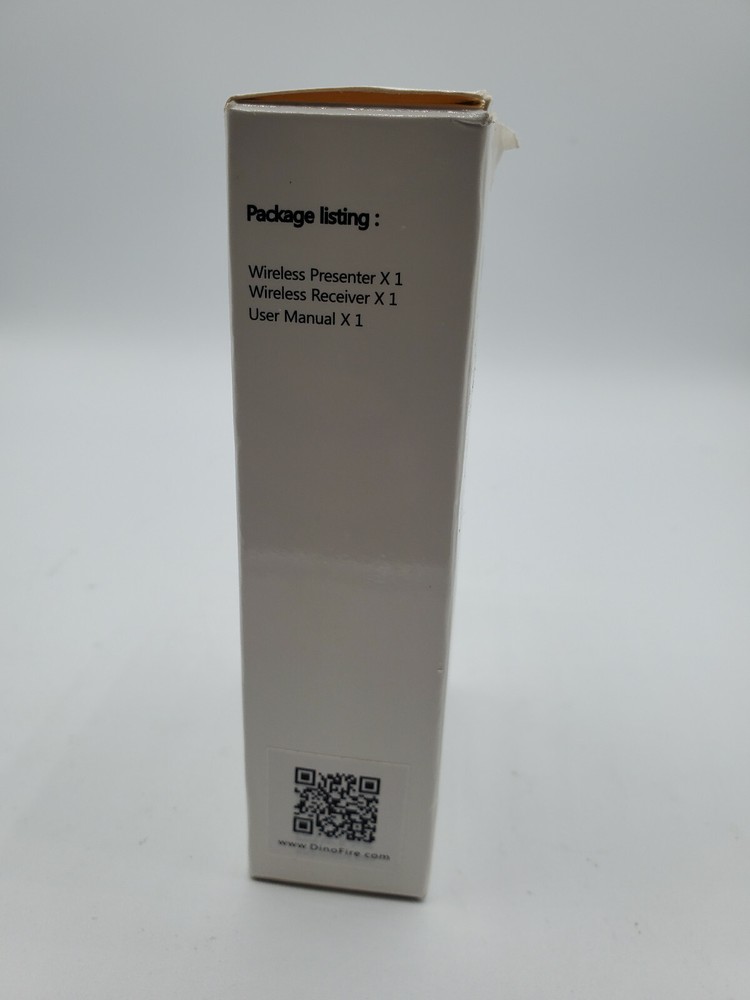 Package listing :
Wireless Presenter X 1
Wireless Receiver X 1
User Manual X 1
www.DinoFire.com